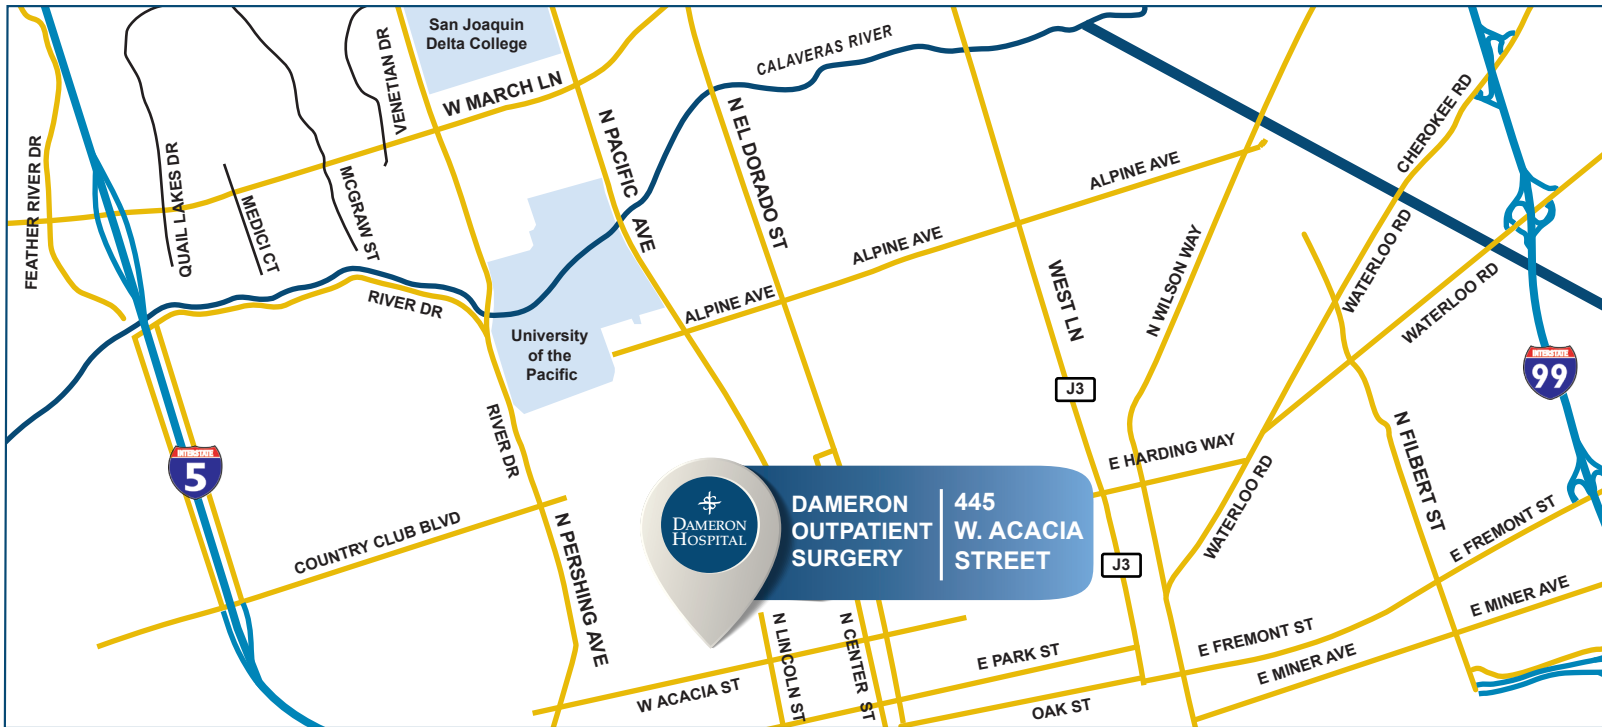 San Joaquin
Delta College
VENETIAN DR
W MARCH LN
CALAVERAS RIVER
FEATHER RIVER DR
QUAIL LAKES DR
MEDICI CT
MCGRAW ST
N PACIFIC AVE
N EL DORADO ST
ALPINE AVE
ALPINE AVE
ALPINE AVE
CHEROKEE RD
WATERLOO RD
WATERLOO RD
N WILSON WAY
WEST LN
RIVER DR
University
of the
Pacific
RIVER DR
J3
INTERSTATE
99
INTERSTATE
5
E HARDING WAY
WATERLOO RD
N FILBERT ST
COUNTRY CLUB BLVD
N PERSHING AVE
DAMERON
HOSPITAL
DAMERON
OUTPATIENT
SURGERY
445
W. ACACIA
STREET
J3
E FREMONT ST
E MINER AVE
N LINCOLN ST
N CENTER ST
W ACACIA ST
E PARK ST
E FREMONT ST
E MINER AVE
OAK ST